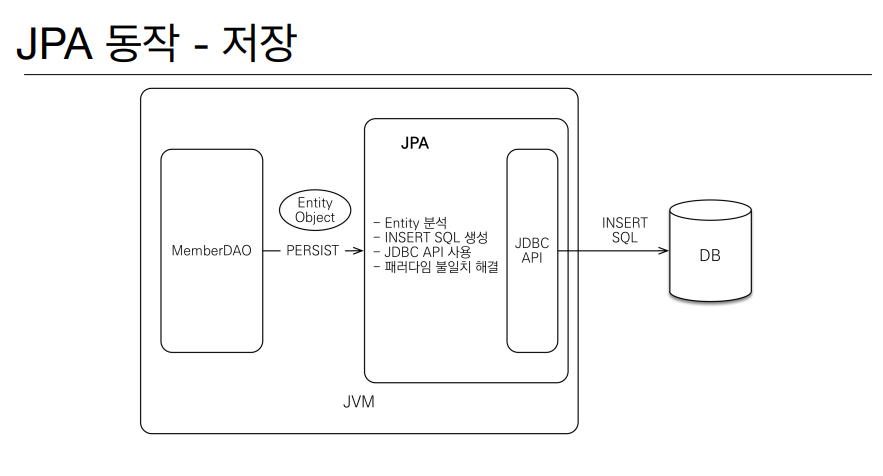 JPA 동작 - 저장
JPA
Entity
Object
MemberDAO
PERSIST
- Entity 분석
- INSERT SQL 생성
- JDBC API 사용
- 패러다임 불일치 해결
JDBC
API
INSERT
SQL
DB
JVM